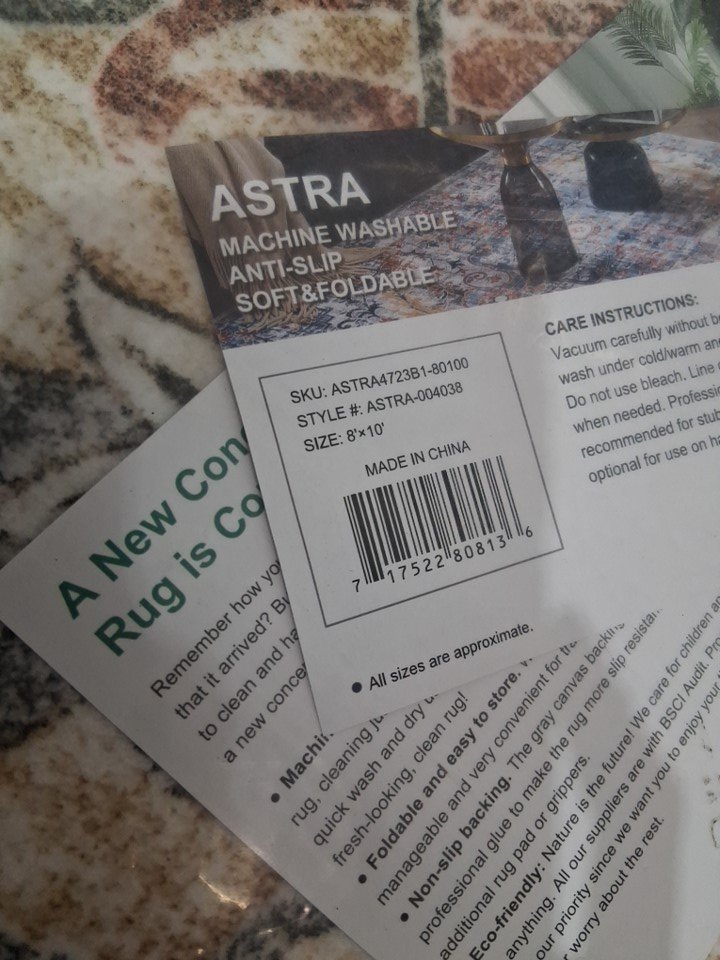 ASTRA
MACHINE WASHABLE
ANTI-SLIP
SOFT&FOLDABLE
SKU: ASTRA4723B1-80100
STYLE #: ASTRA-004038
SIZE: 8'×10'
MADE IN CHINA
7 17522 80813 6
● All sizes are approximate.
CARE INSTRUCTIONS:
Vacuum carefully without
wash under cold/warm
Do not use bleach. Line
when needed.
recommended for
optional for use on
A New
Rug is
Remember how
that it arrived?
to clean and
a new
●
rug, cleaning
quick wash and dry
fresh-looking, clean rug!
● Foldable and easy to store.
manageable and very convenient for
● Non-slip backing. The gray canvas
professional glue to make the rug more slip
additional rug pad or grippers.
Eco-friendly: Nature is the future! We care for children
anything. All our suppliers are with BSCI Audit.
our priority since we want you to enjoy
worry about the rest.